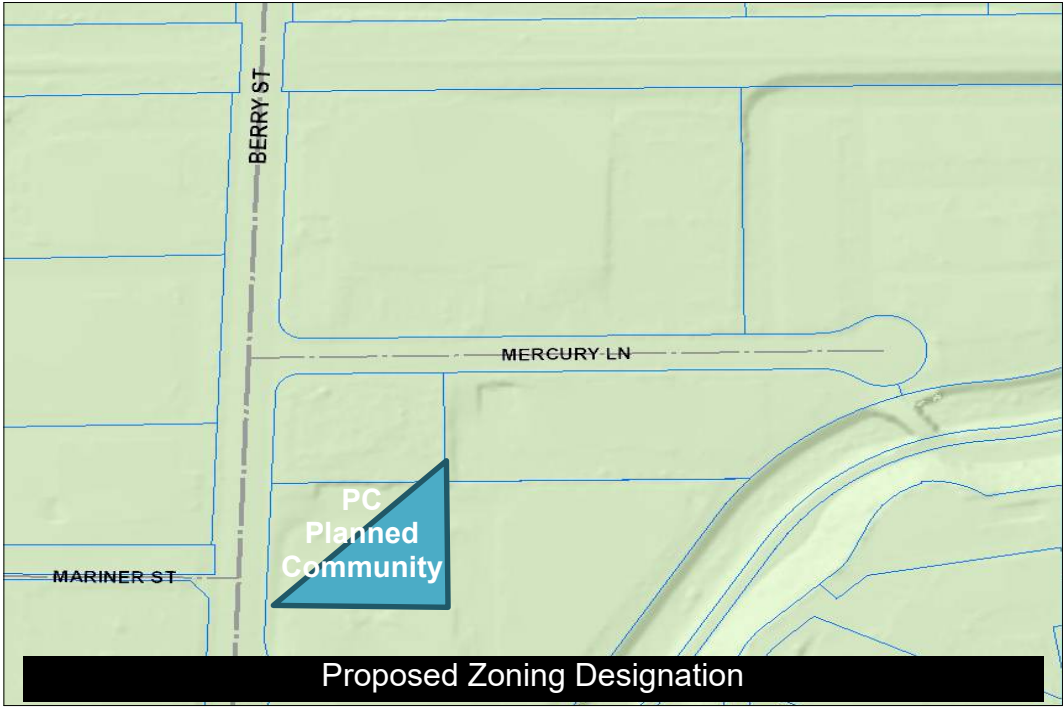 BERRY ST
MERCURY LN
PC
Planned
Community
MARINER ST
Proposed Zoning Designation